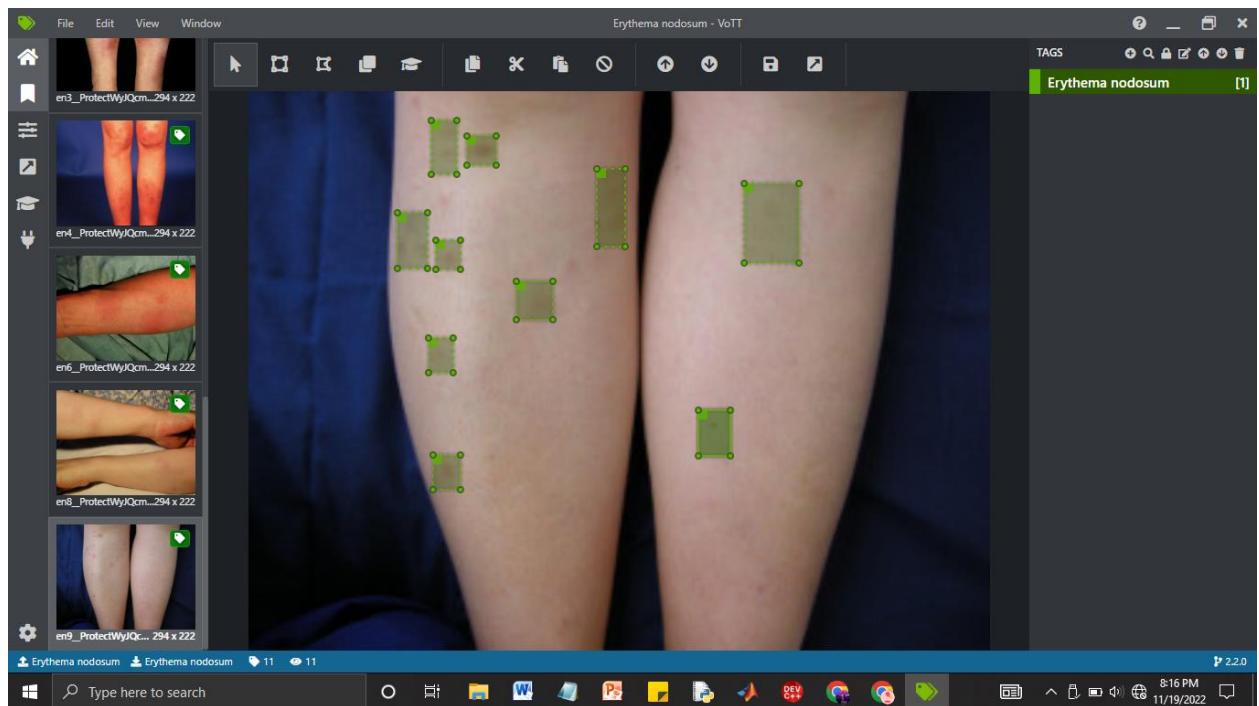 File Edit View Window
Erythema nodosum - VoTT
TAGS
Erythema nodosum [1]
en3_ProtectWyJQcm...294 x 222
en4_ProtectWyJQcm...294 x 222
en6_ProtectWyJQcm...294 x 222
en8_ProtectWyJQcm...294 x 222
en9_ProtectWyJQc... 294 x 222
Erythema nodosum Erythema nodosum 11 11
2.2.0
Type here to search
W
P
DEV C++
8:16 PM
11/19/2022